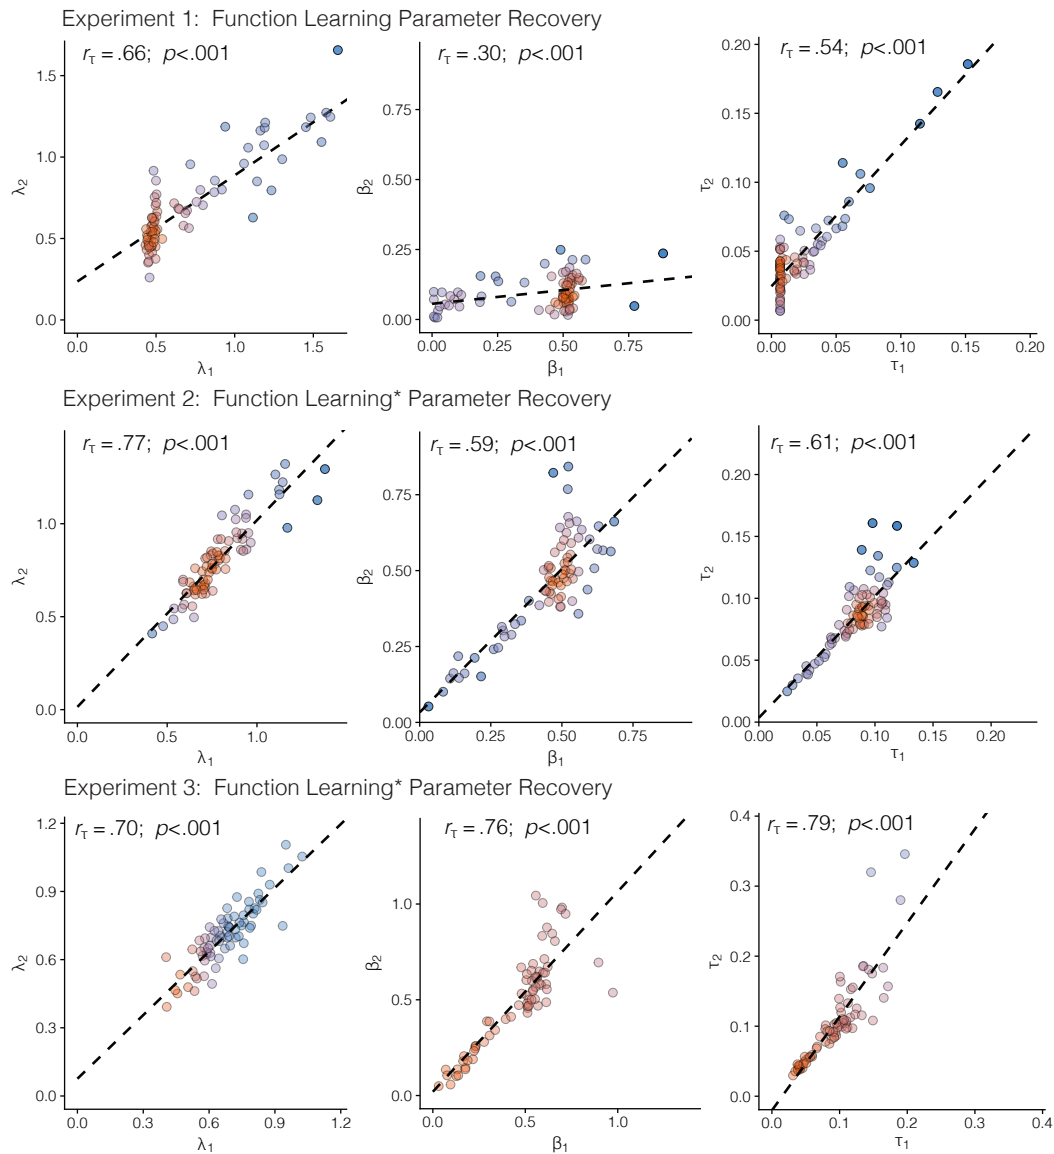 Experiment 1: Function Learning Parameter Recovery
r_τ = .66; p<.001
r_τ = .30; p<.001
r_τ = .54; p<.001
λ₂
1.5
1.0
0.5
0.0
0.0 0.5 1.0 1.5
λ₁
β₂
0.75
0.50
0.25
0.00
0.00 0.25 0.50 0.75
β₁
τ₂
0.20
0.15
0.10
0.05
0.00
0.00 0.05 0.10 0.15 0.20
τ₁
Experiment 2: Function Learning* Parameter Recovery
r_τ = .77; p<.001
r_τ = .59; p<.001
r_τ = .61; p<.001
λ₂
1.0
0.5
0.0
0.0 0.5 1.0
λ₁
β₂
0.75
0.50
0.25
0.00
0.00 0.25 0.50 0.75
β₁
τ₂
0.20
0.15
0.10
0.05
0.00
0.00 0.05 0.10 0.15 0.20
τ₁
Experiment 3: Function Learning* Parameter Recovery
r_τ = .70; p<.001
r_τ = .76; p<.001
r_τ = .79; p<.001
λ₂
1.2
0.9
0.6
0.3
0.0
0.0 0.3 0.6 0.9 1.2
λ₁
β₂
1.0
0.5
0.0
0.0 0.5 1.0
β₁
τ₂
0.4
0.3
0.2
0.1
0.0
0.0 0.1 0.2 0.3 0.4
τ₁